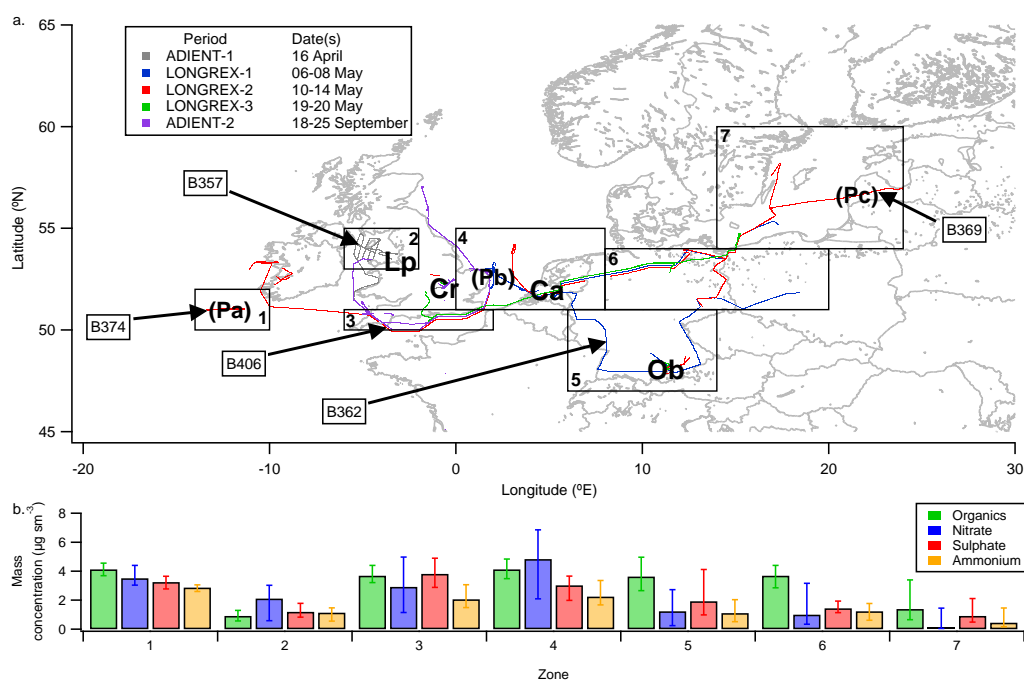 a.
65
60
55
50
45
Latitude (ºN)
Period Date(s)
ADIENT-1 16 April
LONGREX-1 06-08 May
LONGREX-2 10-14 May
LONGREX-3 19-20 May
ADIENT-2 18-25 September
B357
B374
B406
B362
B369
1
2
3
4
5
6
7
(Pa)
Lp
Cr
(Pb)
Ca
Ob
(Pc)
-20 -10 0 10 20 30
Longitude (ºE)
b.
Mass
concentration (µg sm⁻³)
8
6
4
2
0
Organics
Nitrate
Sulphate
Ammonium
1 2 3 4 5 6 7
Zone